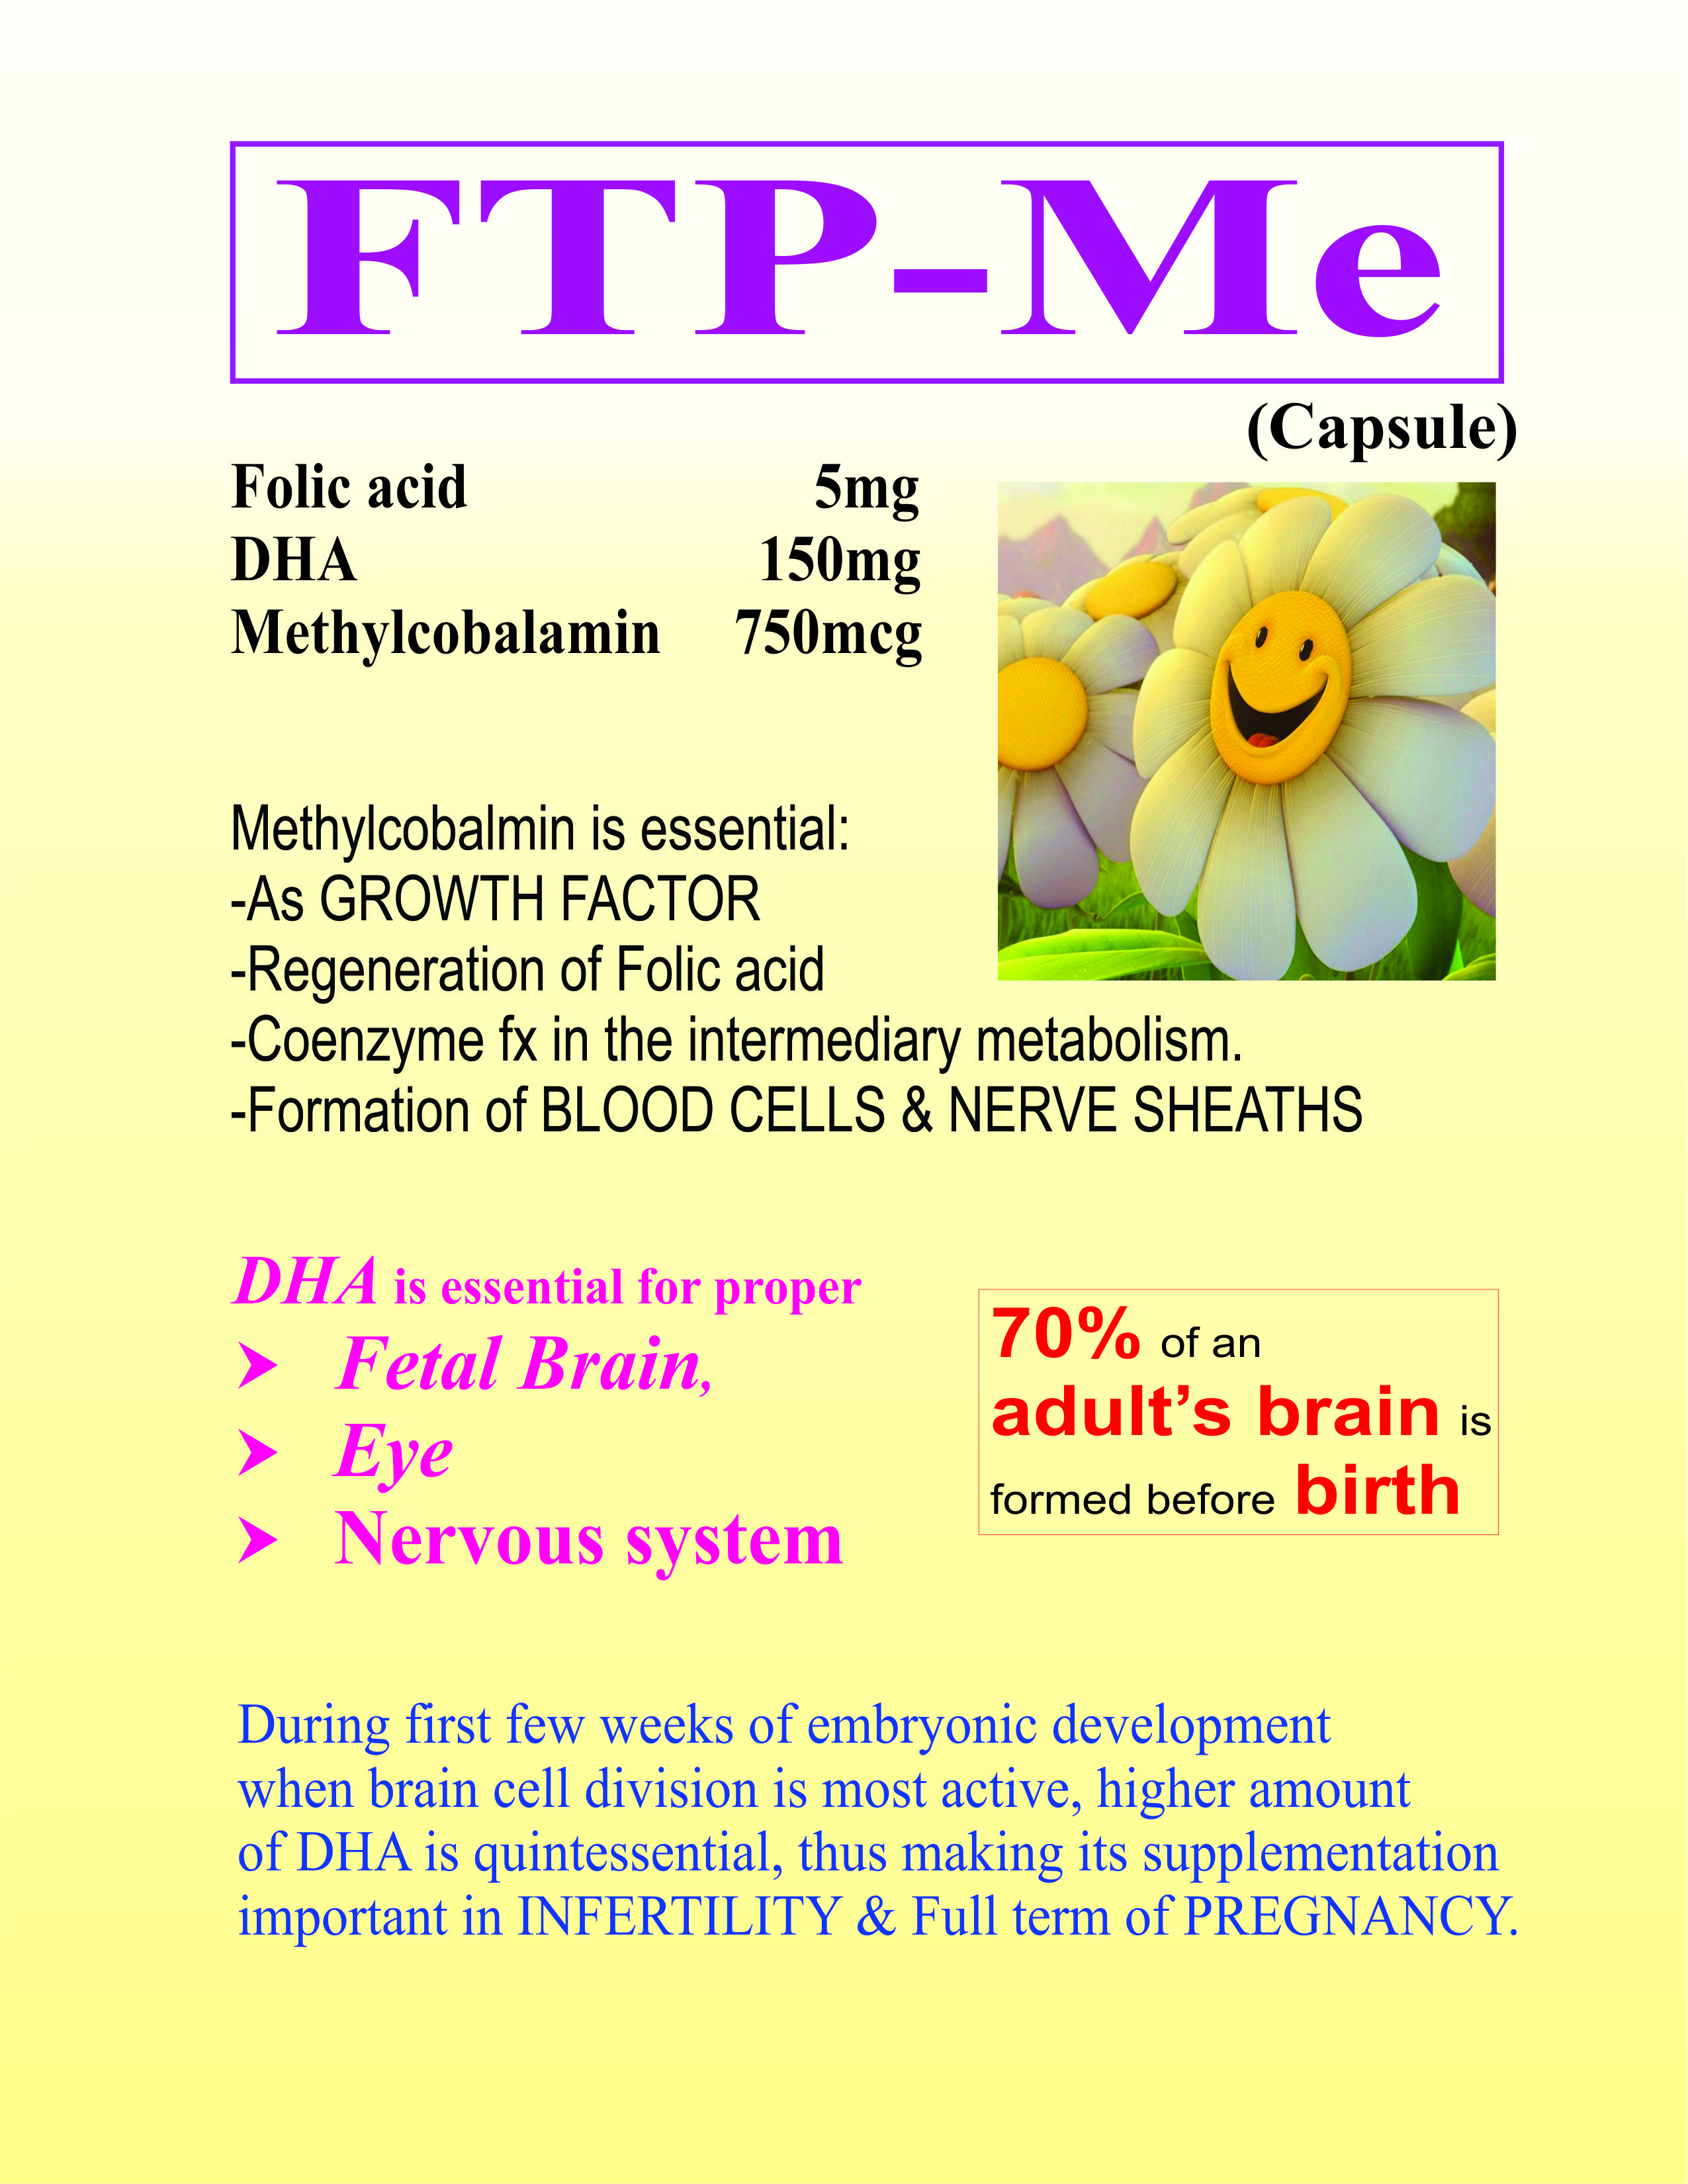 FTP-Me
(Capsule)
Folic acid 5mg
DHA 150mg
Methylcobalamin 750mcg
Methylcobalmin is essential:
-As GROWTH FACTOR
-Regeneration of Folic acid
-Coenzyme fx in the intermediary metabolism.
-Formation of BLOOD CELLS & NERVE SHEATHS
DHA is essential for proper
➤ Fetal Brain,
➤ Eye
➤ Nervous system
70% of an
adult’s brain is
formed before birth
During first few weeks of embryonic development
when brain cell division is most active, higher amount
of DHA is quintessential, thus making its supplementation
important in INFERTILITY & Full term of PREGNANCY.